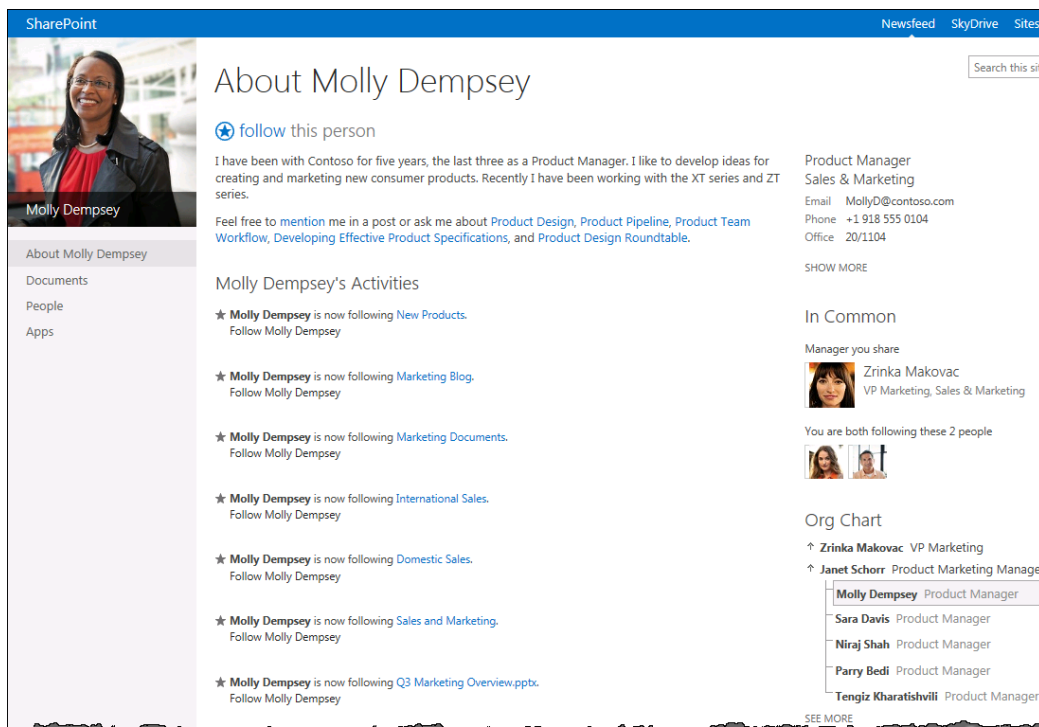 SharePoint
Newsfeed SkyDrive Sites
Search this sit
Molly Dempsey
About Molly Dempsey
Documents
People
Apps
About Molly Dempsey
follow this person
I have been with Contoso for five years, the last three as a Product Manager. I like to develop ideas for
creating and marketing new consumer products. Recently I have been working with the XT series and ZT
series.
Feel free to mention me in a post or ask me about Product Design, Product Pipeline, Product Team
Workflow, Developing Effective Product Specifications, and Product Design Roundtable.
Molly Dempsey's Activities
Molly Dempsey is now following New Products.
Follow Molly Dempsey
Molly Dempsey is now following Marketing Blog.
Follow Molly Dempsey
Molly Dempsey is now following Marketing Documents.
Follow Molly Dempsey
Molly Dempsey is now following International Sales.
Follow Molly Dempsey
Molly Dempsey is now following Domestic Sales.
Follow Molly Dempsey
Molly Dempsey is now following Sales and Marketing.
Follow Molly Dempsey
Molly Dempsey is now following Q3 Marketing Overview.pptx.
Follow Molly Dempsey
Product Manager
Sales & Marketing
Email MollyD@contoso.com
Phone +1 918 555 0104
Office 20/1104
SHOW MORE
In Common
Manager you share
Zrinka Makovac
VP Marketing, Sales & Marketing
You are both following these 2 people
Org Chart
Zrinka Makovac VP Marketing
Janet Schorr Product Marketing Manage
Molly Dempsey Product Manager
Sara Davis Product Manager
Niraj Shah Product Manager
Parry Bedi Product Manager
Tengiz Kharatishvili Product Manager
SEE MORE